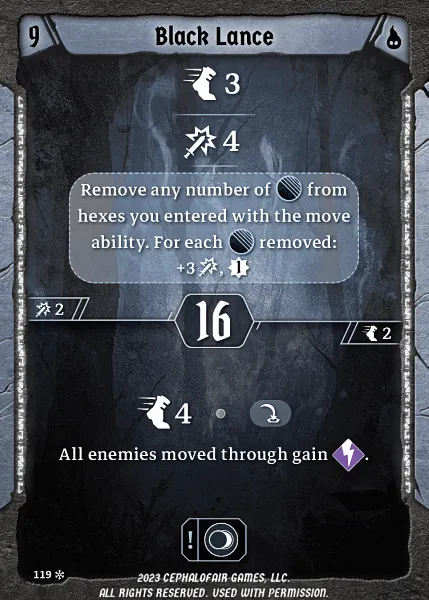 9
Black Lance
3
4
Remove any number of from
hexes you entered with the move
ability. For each removed:
+3 , 1
2
16
2
4
All enemies moved through gain .
!
119
2023 CEPHALOFAIR GAMES, LLC.
ALL RIGHTS RESERVED. USED WITH PERMISSION.